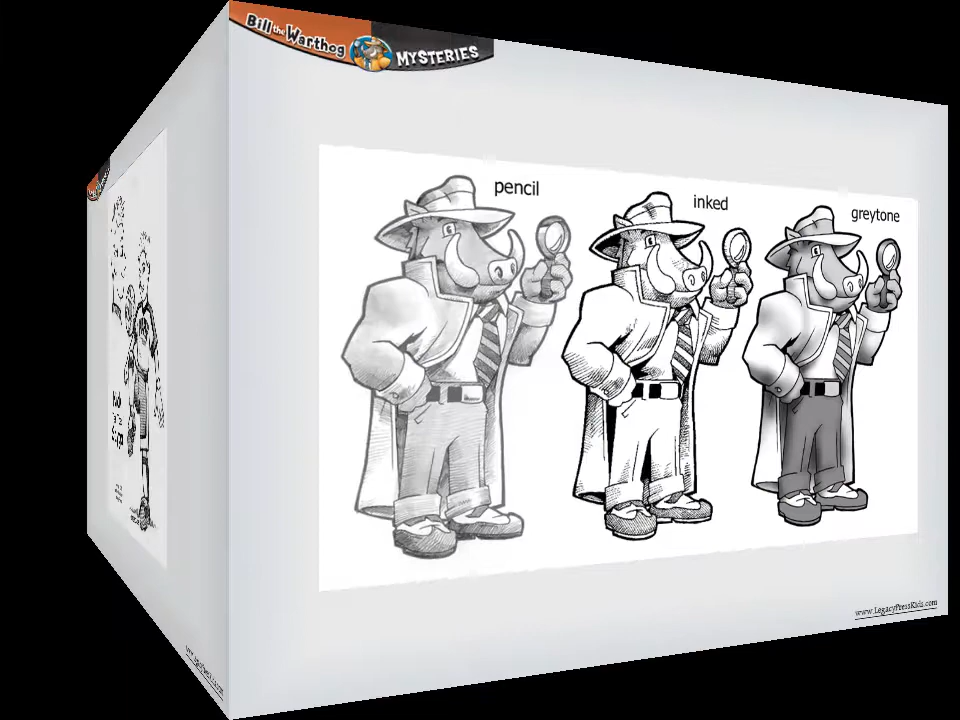 Bill the Warthog
MYSTERIES
pencil
inked
greytone
www.LegacyPressKids.com